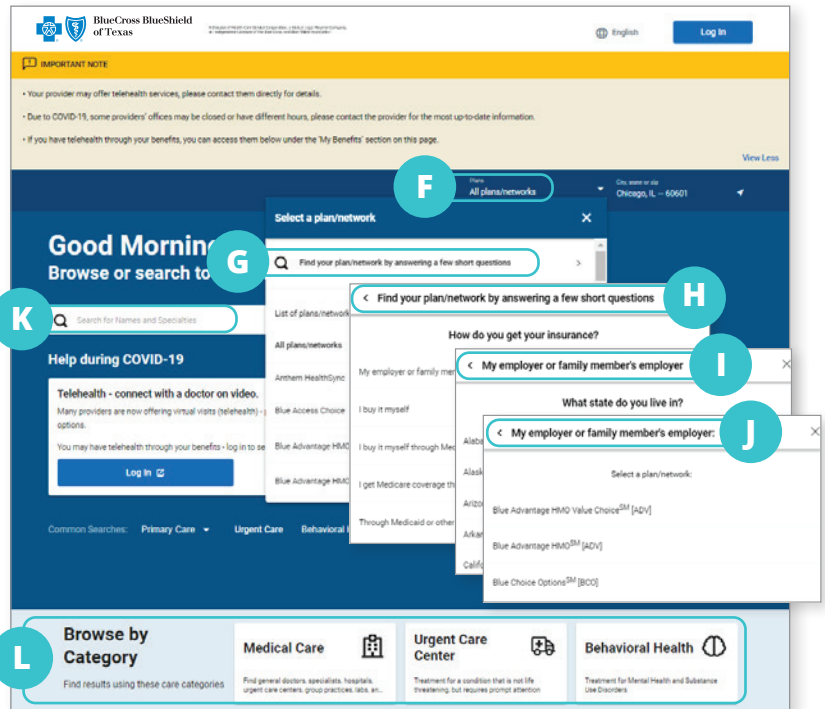 BlueCross BlueShield
of Texas
English
Log In
IMPORTANT NOTE
• Your provider may offer telehealth services, please contact them directly for details.
• Due to COVID-19, some providers' offices may be closed or have different hours, please contact the provider for the most up-to-date information.
• If you have telehealth through your benefits, you can access them below under the 'My Benefits' section on this page.
View Less
F
Plans
All plans/networks
City, state or zip
Chicago, IL — 60601
Select a plan/network
Good Mornin
Browse or search to
G
Find your plan/network by answering a few short questions
K
Search for Names and Specialties
List of plans/network
All plans/networks
Anthem HealthSync
Blue Access Choice
Blue Advantage HMO
Blue Advantage HMO
< Find your plan/network by answering a few short questions
H
How do you get your insurance?
My employer or family mem
I buy it myself
I buy it myself through Med
I get Medicare coverage th
Through Medicaid or other
< My employer or family member's employer
I
What state do you live in?
Alaba
Alask
Arizo
Arkan
Califo
< My employer or family member's employer:
J
Select a plan/network:
Blue Advantage HMO Value Choice℠ [ADV]
Blue Advantage HMO℠ [ADV]
Blue Choice Options℠ [BCO]
Help during COVID-19
Telehealth - connect with a doctor on video.
Many providers are now offering virtual visits (telehealth) -
options.
You may have telehealth through your benefits - log in to se
Log In
Common Searches: Primary Care Urgent Care Behavioral
L
Browse by
Category
Find results using these care categories
Medical Care
Find general doctors, specialists, hospitals,
urgent care centers, group practices, labs, an...
Urgent Care
Center
Treatment for a condition that is not life
threatening, but requires prompt attention
Behavioral Health
Treatment for Mental Health and Substance
Use Disorders